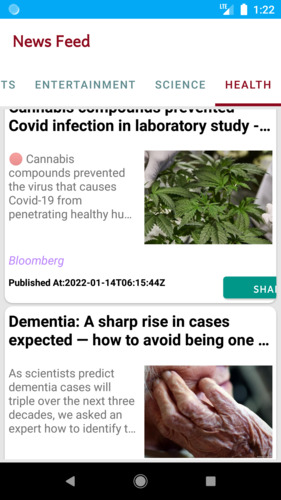 1:22
News Feed
TS ENTERTAINMENT SCIENCE HEALTH
Cannabis compounds prevented
Covid infection in laboratory study -...
Cannabis
compounds prevented
the virus that causes
Covid-19 from
penetrating healthy hu...
Bloomberg
Published At:2022-01-14T06:15:44Z
SHA
Dementia: A sharp rise in cases
expected — how to avoid being one ...
As scientists predict
dementia cases will
triple over the next three
decades, we asked an
expert how to identify t...